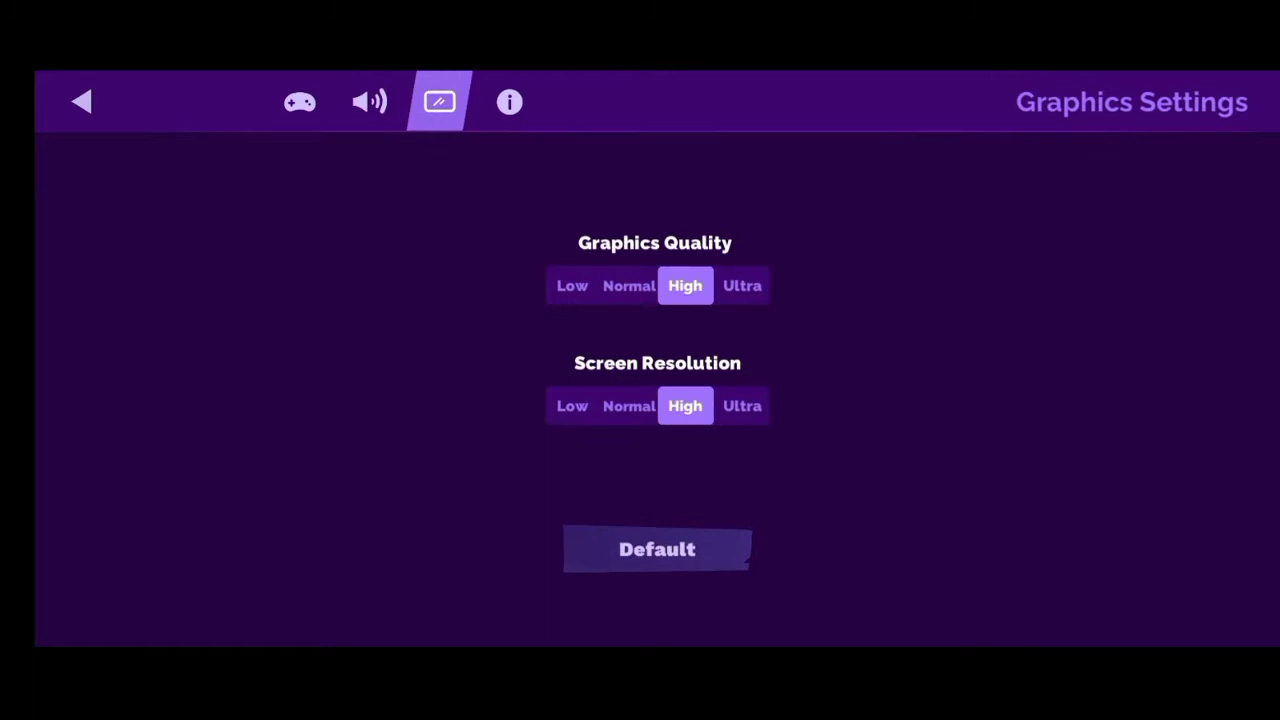 Graphics Settings
Graphics Quality
Low Normal High Ultra
Screen Resolution
Low Normal High Ultra
Default